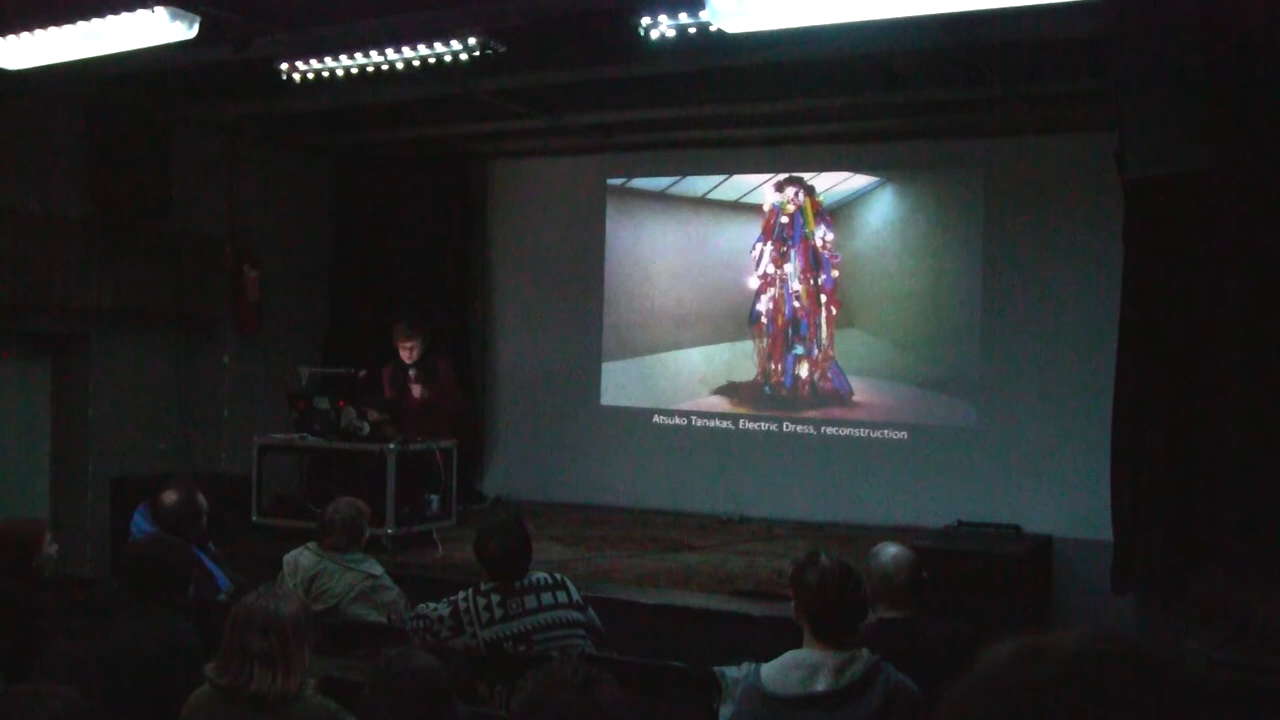 Atsuko Tanakas, Electric Dress, reconstruction